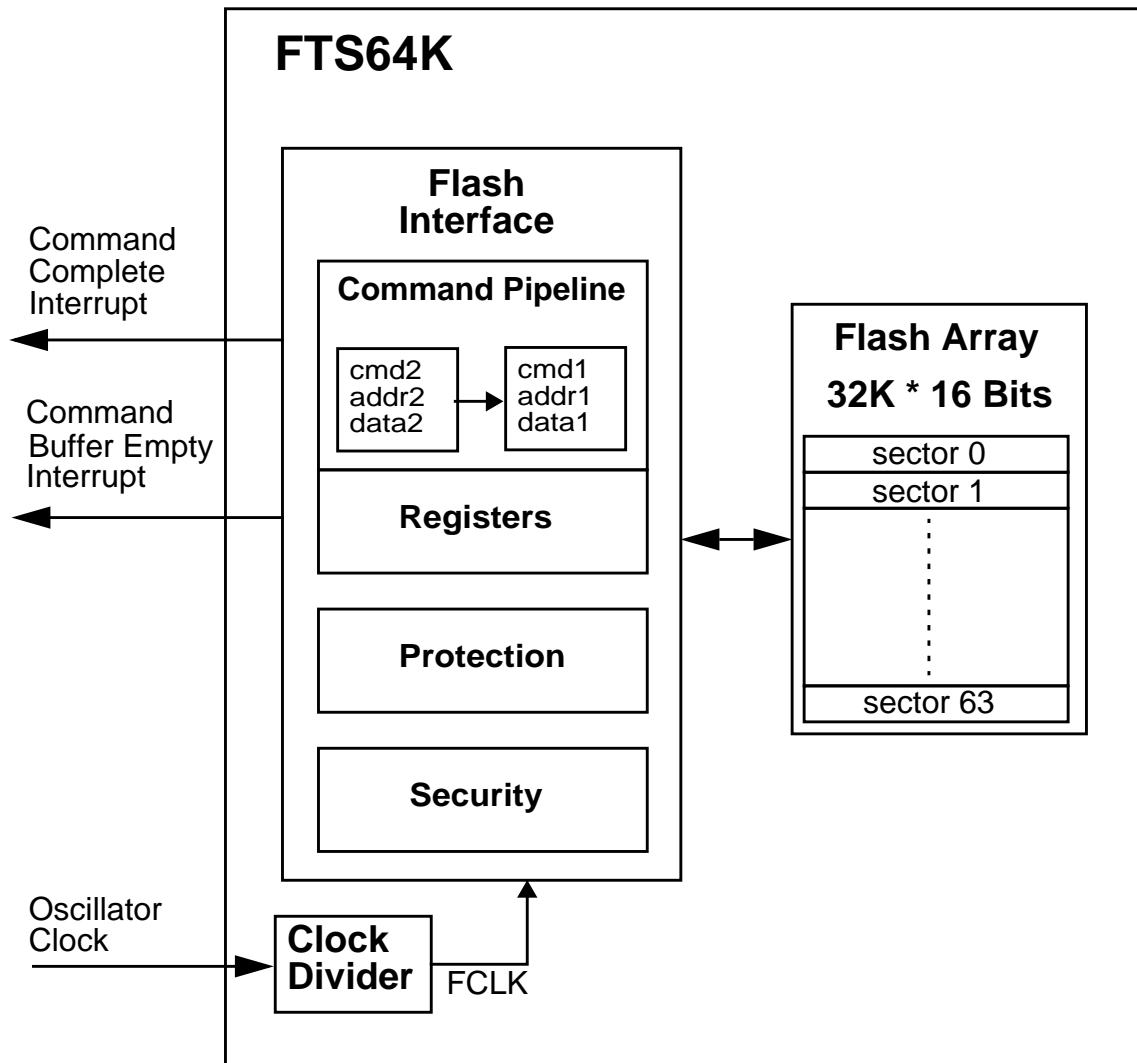 FTS64K
Flash
Interface
Command
Complete
Interrupt
Command Pipeline
cmd2
addr2
data2
cmd1
addr1
data1
Command
Buffer Empty
Interrupt
Registers
Protection
Security
Flash Array
32K * 16 Bits
sector 0
sector 1
sector 63
Oscillator
Clock
Clock
Divider
FCLK